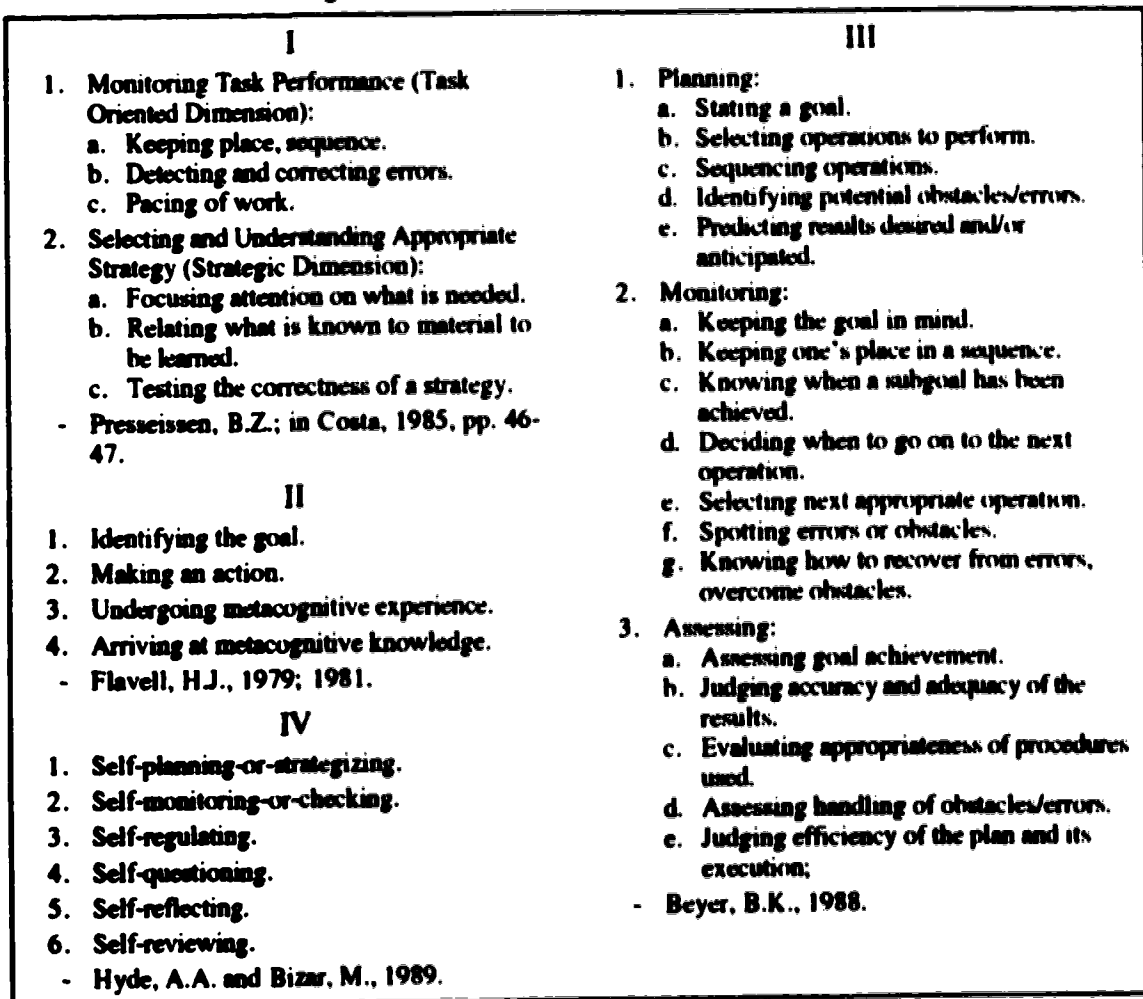 I
1. Monitoring Task Performance (Task
Oriented Dimension):
a. Keeping place, sequence.
b. Detecting and correcting errors.
c. Pacing of work.
2. Selecting and Understanding Appropriate
Strategy (Strategic Dimension):
a. Focusing attention on what is needed.
b. Relating what is known to material to
be learned.
c. Testing the correctness of a strategy.
- Presseissen, B.Z.; in Costa, 1985, pp. 46-
47.
II
1. Identifying the goal.
2. Making an action.
3. Undergoing metacognitive experience.
4. Arriving at metacognitive knowledge.
- Flavell, H.J., 1979; 1981.
IV
1. Self-planning-or-strategizing.
2. Self-monitoring-or-checking.
3. Self-regulating.
4. Self-questioning.
5. Self-reflecting.
6. Self-reviewing.
- Hyde, A.A. and Bizar, M., 1989.
III
1. Planning:
a. Stating a goal.
b. Selecting operations to perform.
c. Sequencing operations.
d. Identifying potential obstacles/errors.
e. Predicting results desired and/or
anticipated.
2. Monitoring:
a. Keeping the goal in mind.
b. Keeping one's place in a sequence.
c. Knowing when a subgoal has been
achieved.
d. Deciding when to go on to the next
operation.
e. Selecting next appropriate operation.
f. Spotting errors or obstacles.
g. Knowing how to recover from errors,
overcome obstacles.
3. Assessing:
a. Assessing goal achievement.
b. Judging accuracy and adequacy of the
results.
c. Evaluating appropriateness of procedures
used.
d. Assessing handling of obstacles/errors.
e. Judging efficiency of the plan and its
execution;
- Beyer, B.K., 1988.